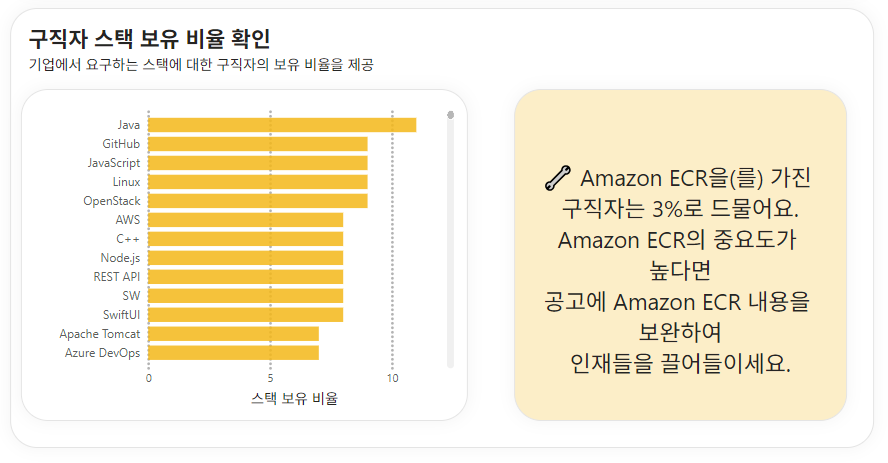 구직자 스택 보유 비율 확인
기업에서 요구하는 스택에 대한 구직자의 보유 비율을 제공
Java
GitHub
JavaScript
Linux
OpenStack
AWS
C++
Node.js
REST API
SW
SwiftUI
Apache Tomcat
Azure DevOps
0 5 10
스택 보유 비율
🔧 Amazon ECR을(를) 가진
구직자는 3%로 드물어요.
Amazon ECR의 중요도가
높다면
공고에 Amazon ECR 내용을
보완하여
인재들을 끌어들이세요.